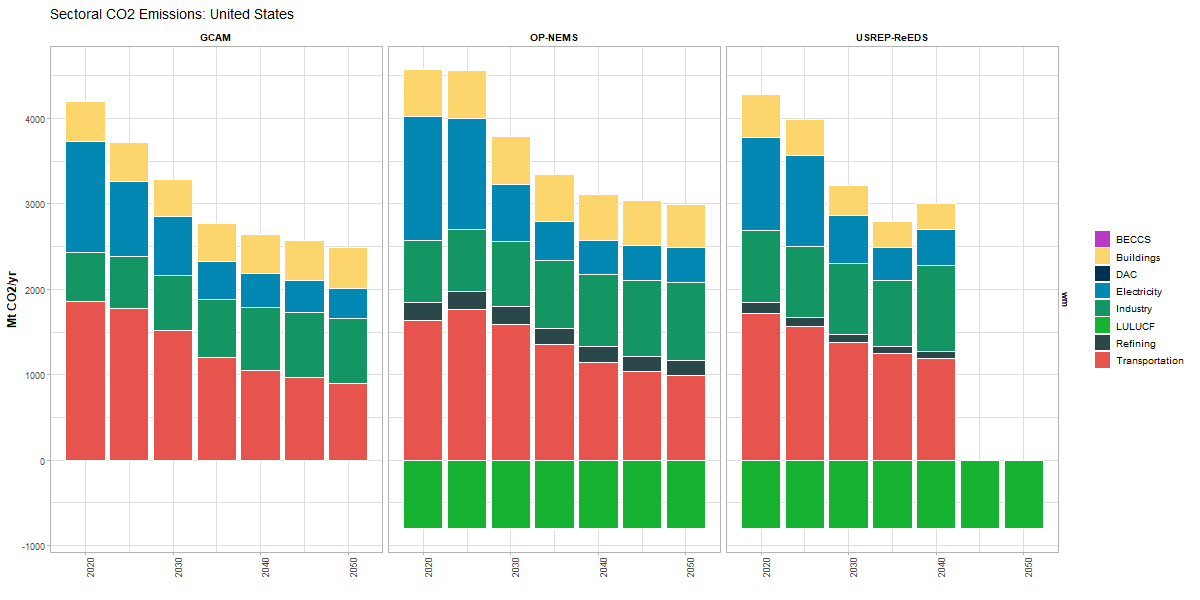 Sectoral CO2 Emissions: United States
GCAM
OP-NEMS
USREP-ReEDS
Mt CO2/yr
4000
3000
2000
1000
0
-1000
2020
2030
2040
2050
2020
2030
2040
2050
2020
2030
2040
2050
wm
BECCS
Buildings
DAC
Electricity
Industry
LULUCF
Refining
Transportation